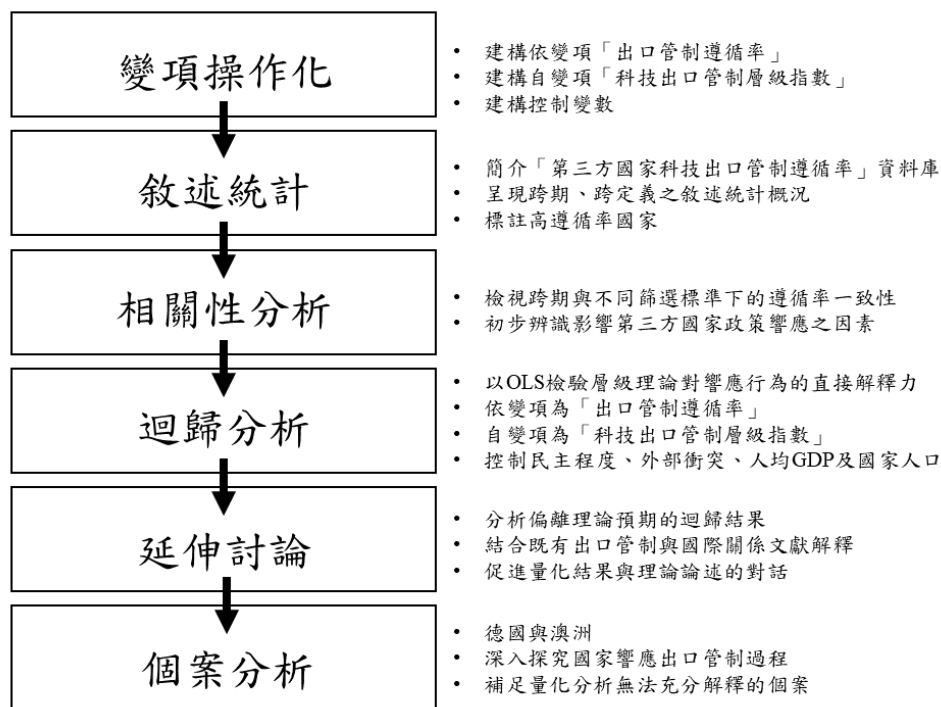 變項操作化
• 建構依變項「出口管制遵循率」
• 建構自變項「科技出口管制層級指數」
• 建構控制變數
敘述統計
• 簡介「第三方國家科技出口管制遵循率」資料庫
• 呈現跨期、跨定義之敘述統計概況
• 標註高遵循率國家
相關性分析
• 檢視跨期與不同篩選標準下的遵循率一致性
• 初步辨識影響第三方國家政策響應之因素
迴歸分析
• 以OLS檢驗層級理論對響應行為的直接解釋力
• 依變項為「出口管制遵循率」
• 自變項為「科技出口管制層級指數」
• 控制民主程度、外部衝突、人均GDP及國家人口
延伸討論
• 分析偏離理論預期的迴歸結果
• 結合既有出口管制與國際關係文獻解釋
• 促進量化結果與理論論述的對話
個案分析
• 德國與澳洲
• 深入探究國家響應出口管制過程
• 補足量化分析無法充分解釋的個案